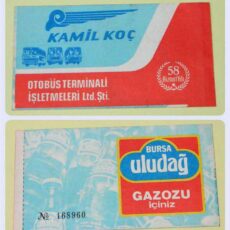 KAMİL KOÇ
OTOBÜS TERMİNALİ
İŞLETMELERİ Ltd. Şti.
58
BURSA
uludağ
GAZOZU
içiniz
№ 168960